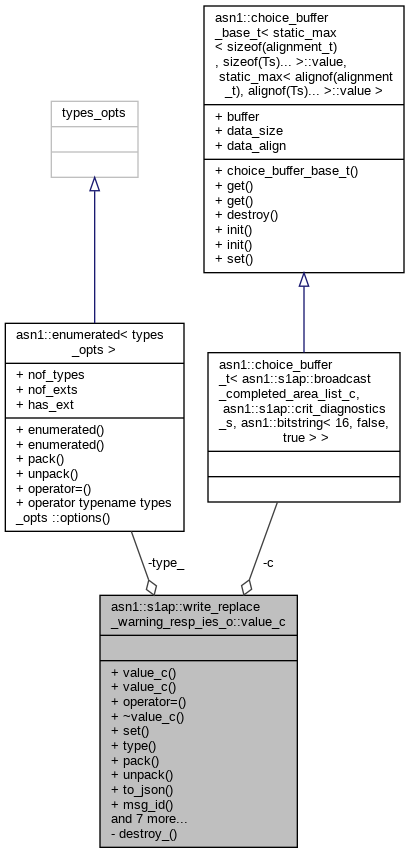 asn1::choice_buffer
_base_t< static_max
< sizeof(alignment_t)
, sizeof(Ts)... >::value,
static_max< alignof(alignment
_t), alignof(Ts)... >::value >
+ buffer
+ data_size
+ data_align
+ choice_buffer_base_t()
+ get()
+ get()
+ destroy()
+ init()
+ init()
+ set()
types_opts
asn1::enumerated< types
_opts >
+ nof_types
+ nof_exts
+ has_ext
+ enumerated()
+ enumerated()
+ pack()
+ unpack()
+ operator=()
+ operator typename types
_opts ::options()
asn1::choice_buffer
_t< asn1::s1ap::broadcast
_completed_area_list_c,
asn1::s1ap::crit_diagnostics
_s, asn1::bitstring< 16, false,
true > >
-type_
-c
asn1::s1ap::write_replace
_warning_resp_ies_o::value_c
+ value_c()
+ value_c()
+ operator=()
+ ~value_c()
+ set()
+ type()
+ pack()
+ unpack()
+ to_json()
+ msg_id()
and 7 more...
- destroy_()